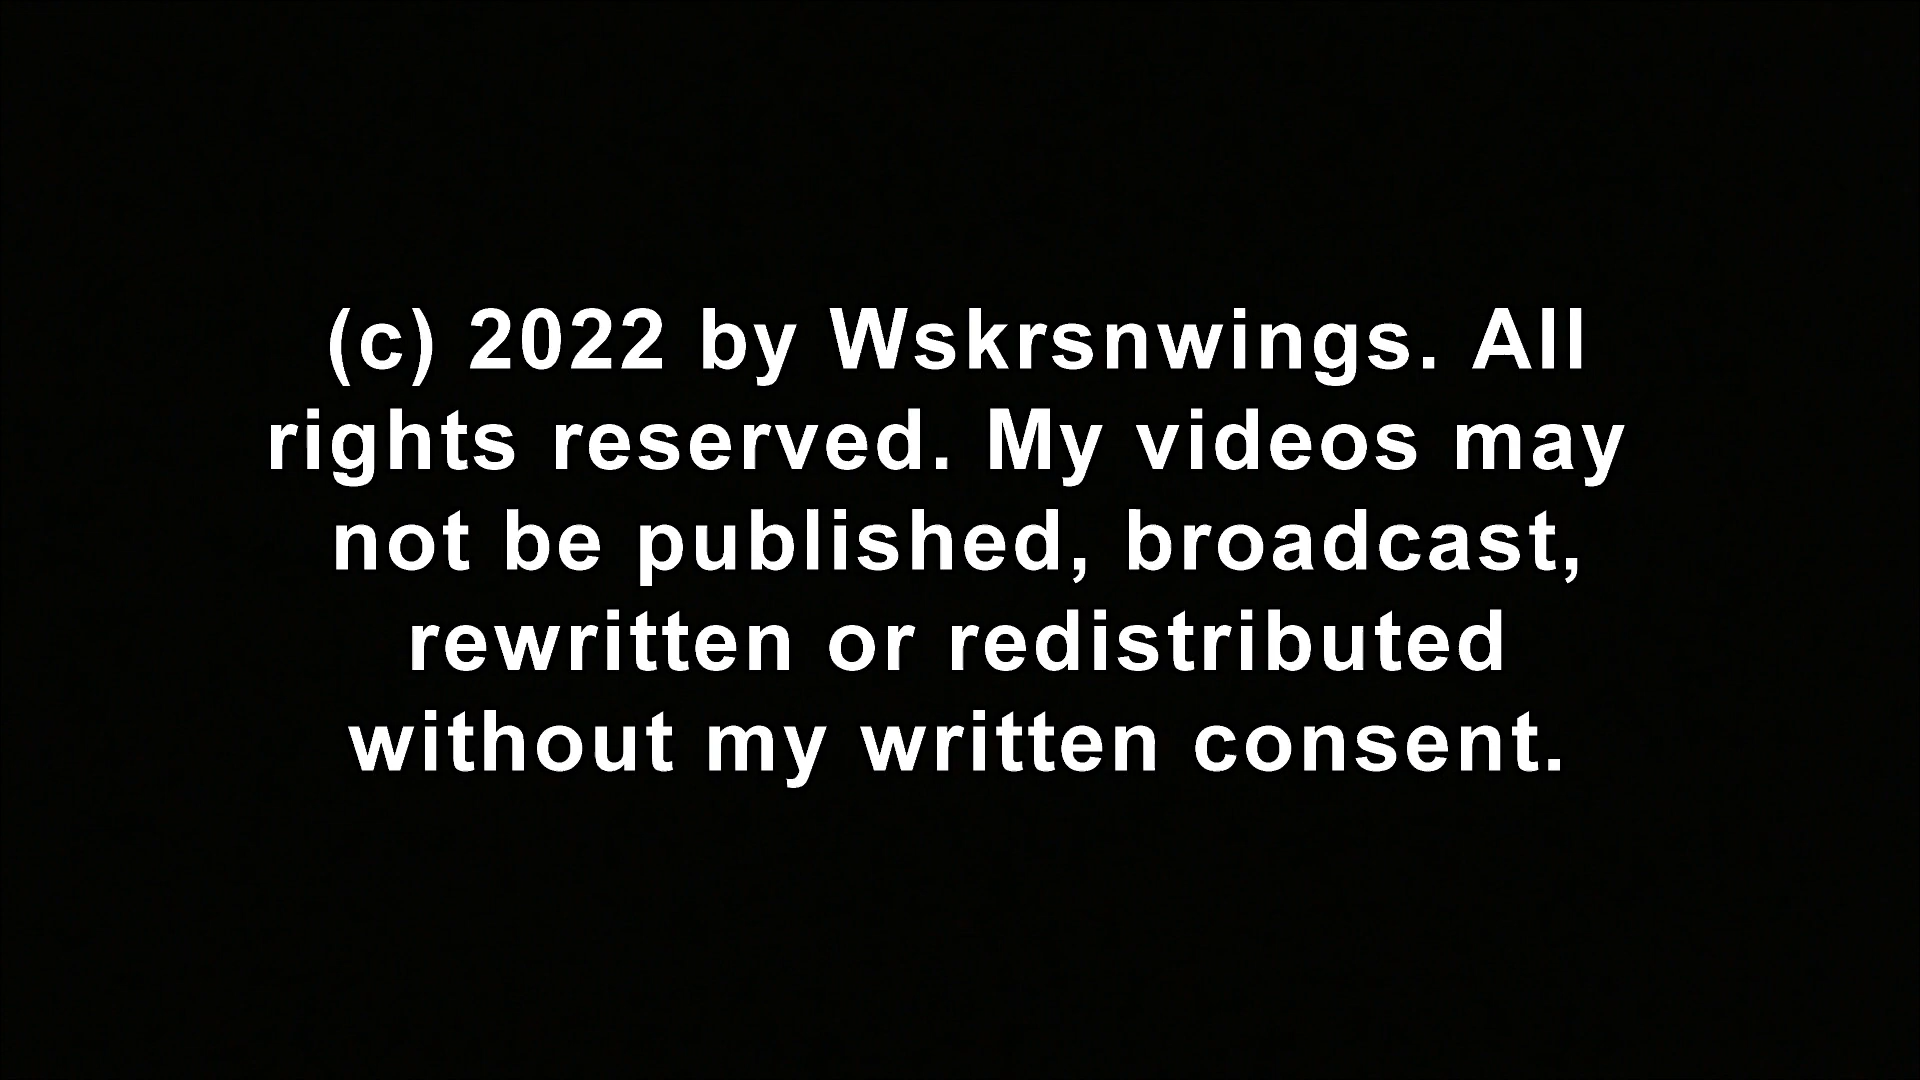 (c) 2022 by Wskrsnwings. All
rights reserved. My videos may
not be published, broadcast,
rewritten or redistributed
without my written consent.